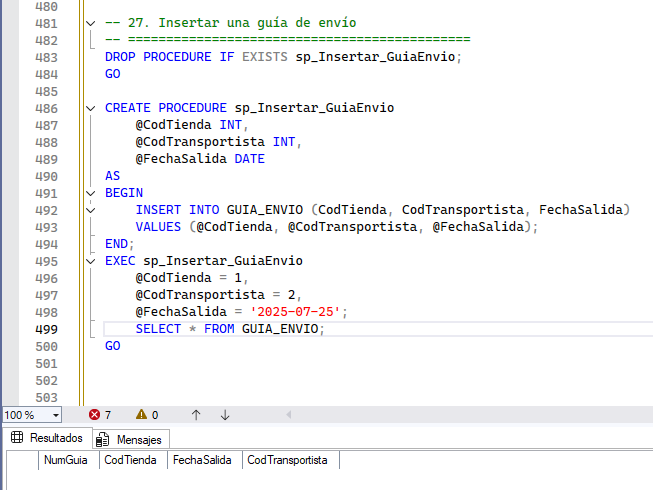 480
481 -- 27. Insertar una guia de envío
482 -- ============================================
483 DROP PROCEDURE IF EXISTS sp_Insertar_GuiaEnvio;
484 GO
485
486 CREATE PROCEDURE sp_Insertar_GuiaEnvio
487 @CodTienda INT,
488 @CodTransportista INT,
489 @FechaSalida DATE
490 AS
491 BEGIN
492 INSERT INTO GUIA_ENVIO (CodTienda, CodTransportista, FechaSalida)
493 VALUES (@CodTienda, @CodTransportista, @FechaSalida);
494 END;
495 EXEC sp_Insertar_GuiaEnvio
496 @CodTienda = 1,
497 @CodTransportista = 2,
498 @FechaSalida = '2025-07-25';
499 SELECT * FROM GUIA_ENVIO;
500 GO
501
502
503
100 % 7 0
Resultados Mensajes
NumGuia CodTienda FechaSalida CodTransportista